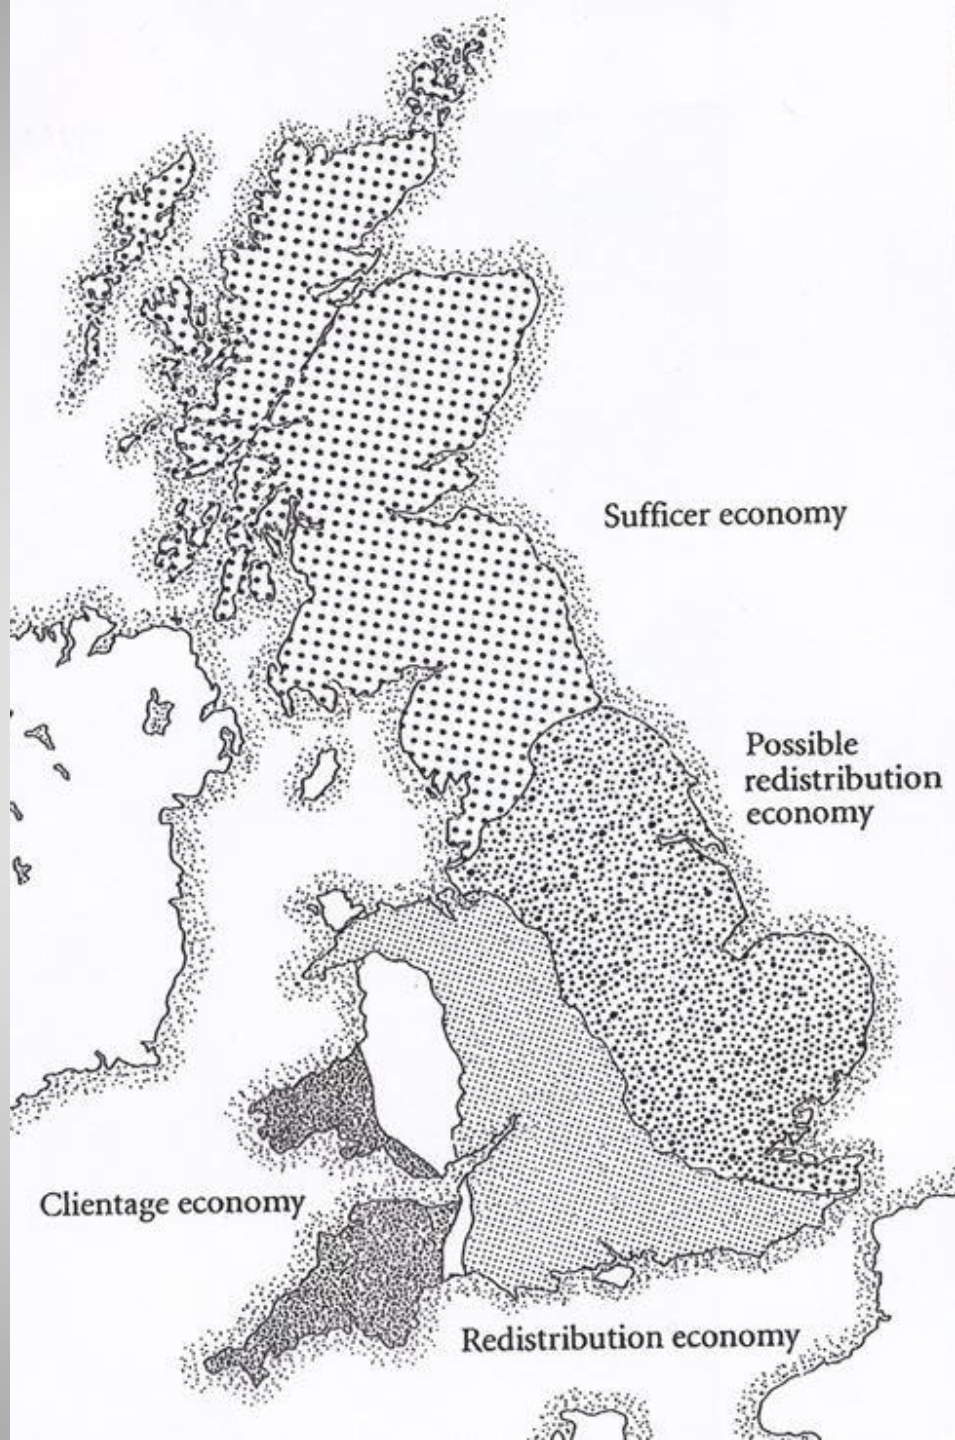 Sufficer economy
Possible
redistribution
economy
Clientage economy
Redistribution economy